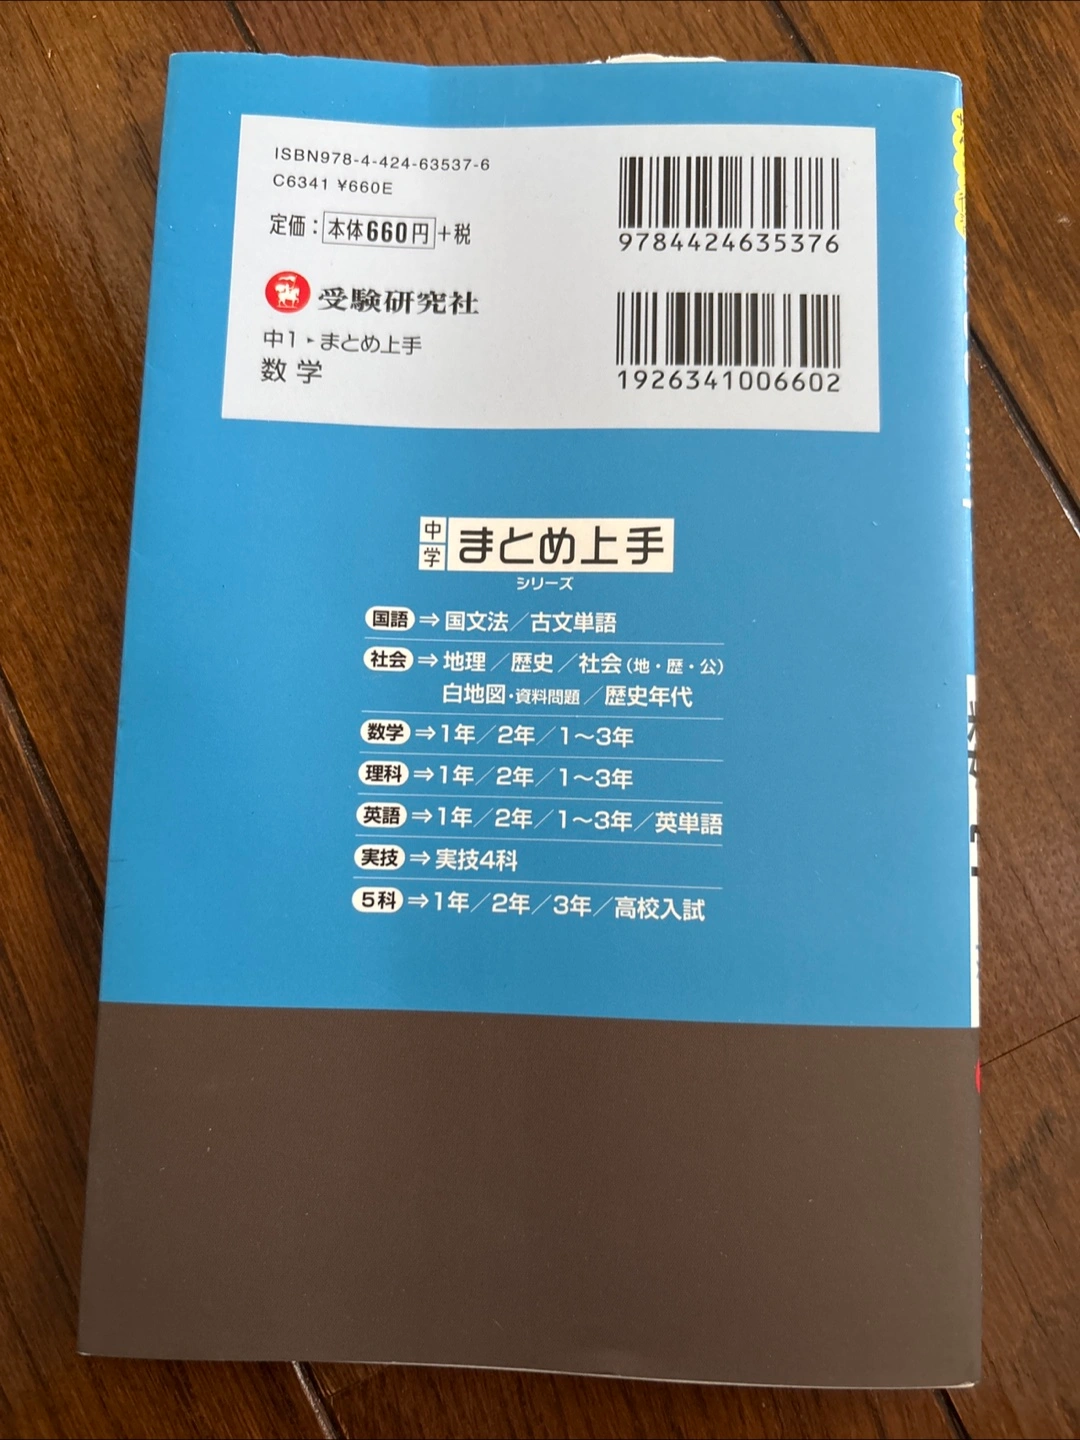 ISBN978-4-424-63537-6
C6341 ¥660E
定価：本体660円+税
受験研究社
中1▸まとめ上手
数学
9784424635376
1926341006602
中学 まとめ上手
シリーズ
国語⇒国文法／古文単語
社会⇒地理／歴史／社会(地・歴・公)
白地図・資料問題／歴史年代
数学⇒1年／2年／1〜3年
理科⇒1年／2年／1〜3年
英語⇒1年／2年／1〜3年／英単語
実技⇒実技4科
5科⇒1年／2年／3年／高校入試